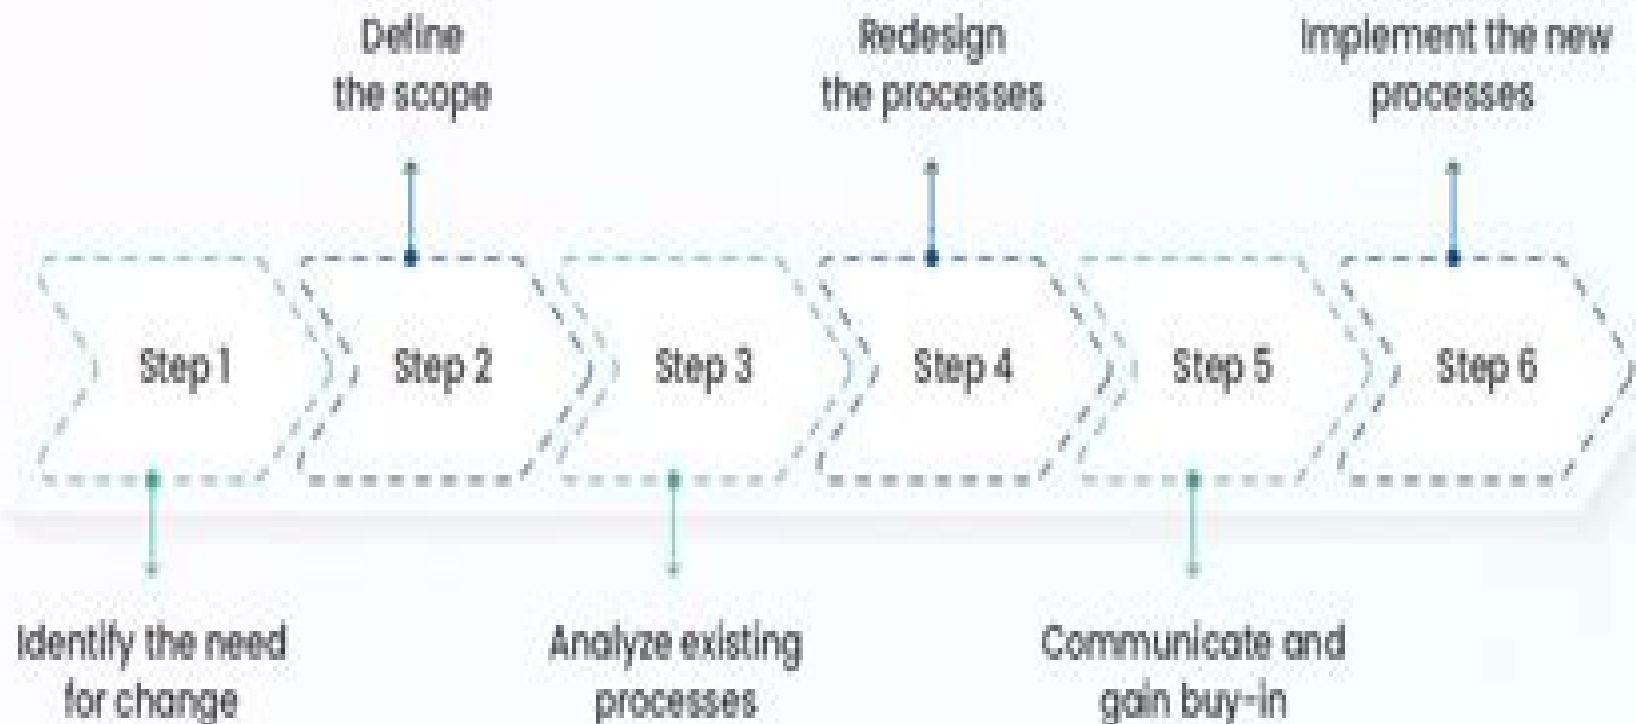 Define
the scope
Redesign
the processes
Implement the new
processes
Step 1
Step 2
Step 3
Step 4
Step 5
Step 6
Identify the need
for change
Analyze existing
processes
Communicate and
gain buy-in